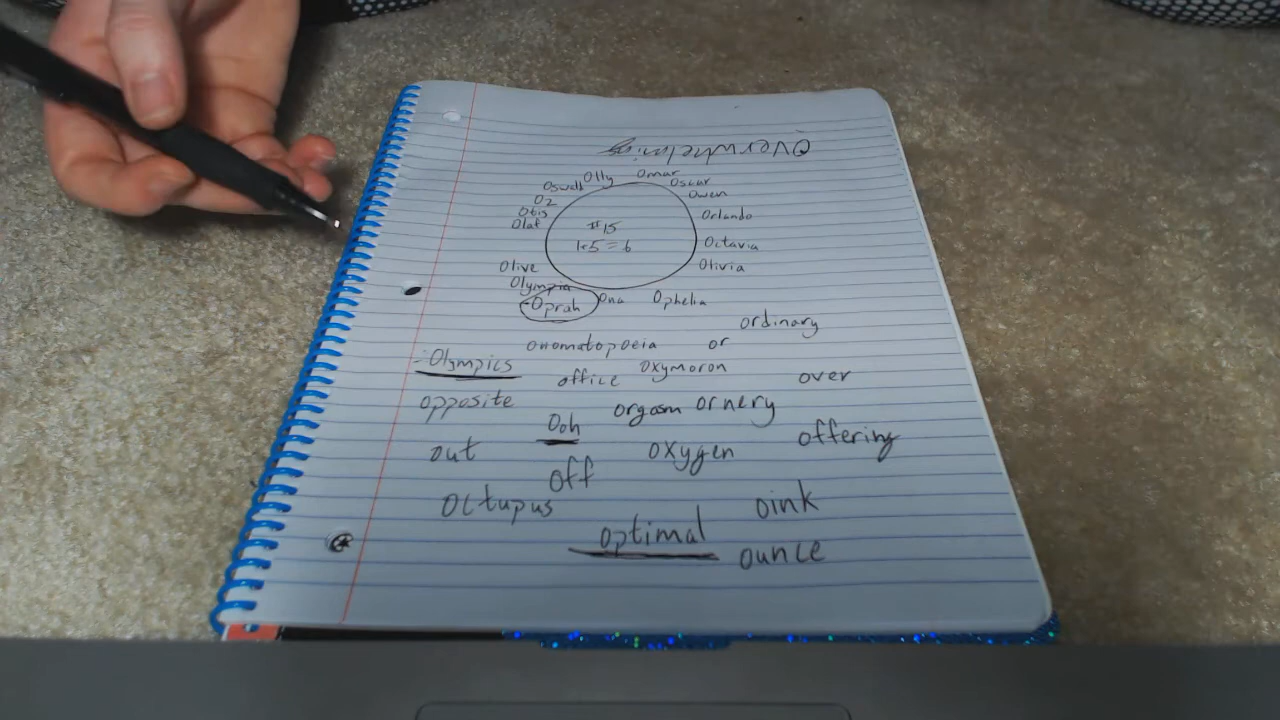 Overwhelming
Olly Omar
Oswald Oscar
Oz Owen
Otis Orlando
Olaf #15
1+5=6 Octavia
Olive Olivia
Olympia
-Oprah Ona Ophelia
ordinary
onomatopoeia or
-Olympics office oxymoron over
opposite orgasm ornery
Ooh offering
out oxygen
off
Octupus oink
optimal ounce